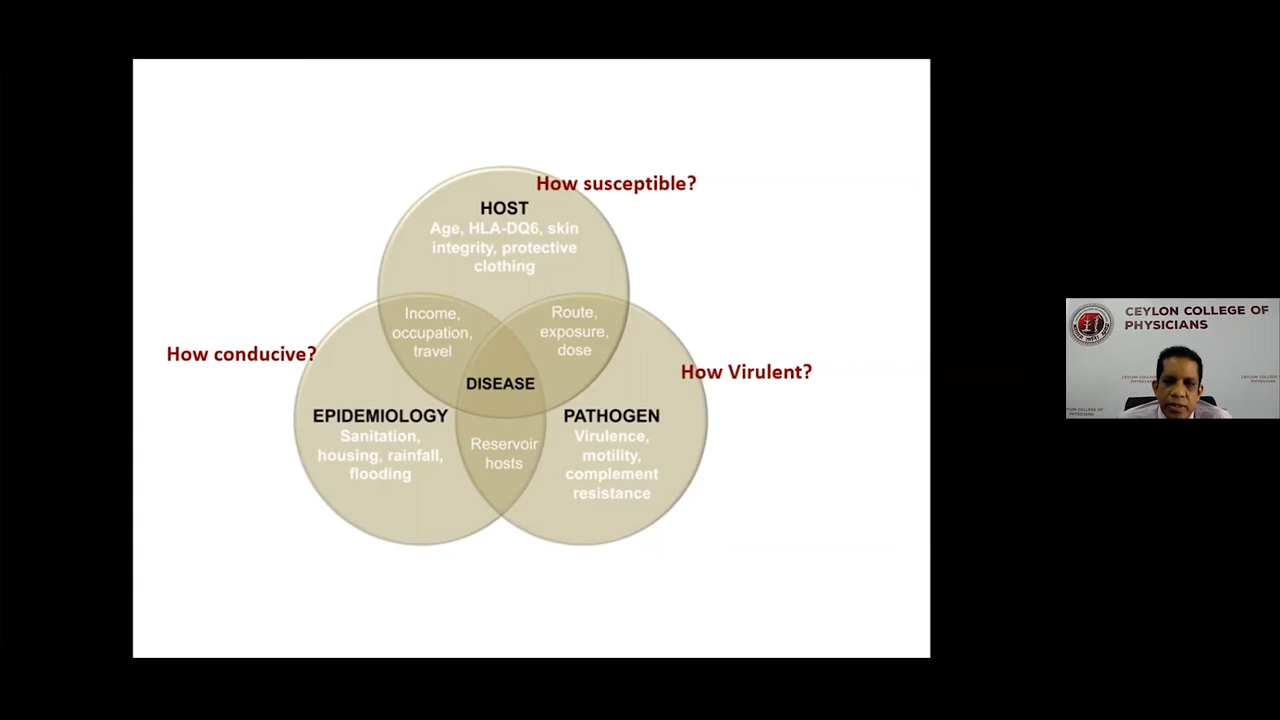 How susceptible?
HOST
Age, HLA-DQ6, skin
integrity, protective
clothing
Income,
occupation,
travel
Route,
exposure,
dose
How conducive?
How Virulent?
DISEASE
EPIDEMIOLOGY
Sanitation,
housing, rainfall,
flooding
PATHOGEN
Virulence,
motility,
complement
resistance
Reservoir
hosts
CEYLON COLLEGE OF
PHYSICIANS